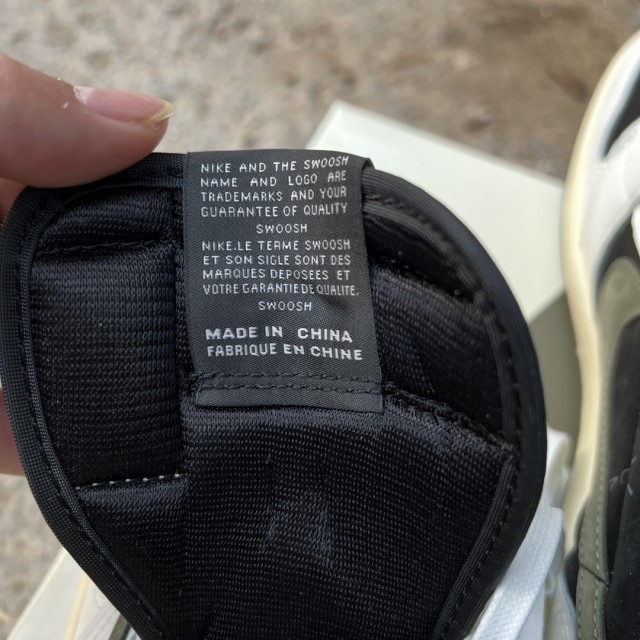 NIKE AND THE SWOOSH
NAME AND LOGO ARE
TRADEMARKS AND YOUR
GUARANTEE OF QUALITY
SWOOSH
NIKE.LE TERME SWOOSH
ET SON SIGLE SONT DES
MARQUES DEPOSEES ET
VOTRE GARANTIE DE QUALITE.
SWOOSH
MADE IN CHINA
FABRIQUE EN CHINE